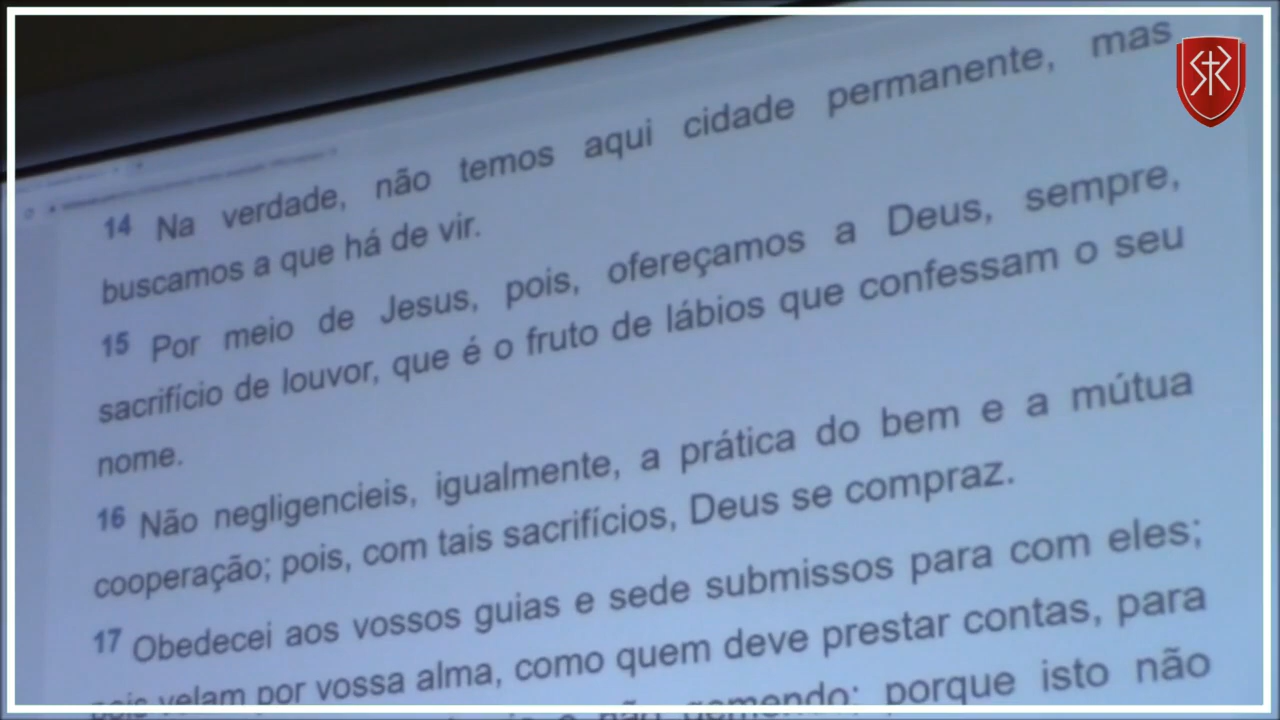 14 Na verdade, não temos aqui cidade permanente, mas
buscamos a que há de vir.
15 Por meio de Jesus, pois, ofereçamos a Deus, sempre,
sacrifício de louvor, que é o fruto de lábios que confessam o seu
nome.
16 Não negligencieis, igualmente, a prática do bem e a mútua
cooperação; pois, com tais sacrifícios, Deus se compraz.
17 Obedecei aos vossos guias e sede submissos para com eles;
pois velam por vossa alma, como quem deve prestar contas, para
e não gemendo; porque isto não